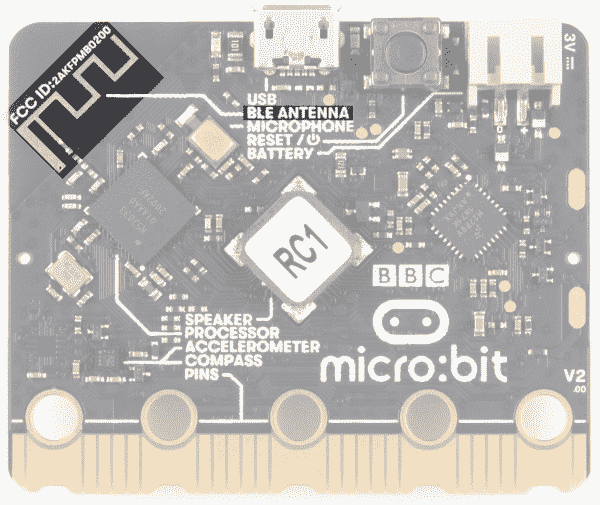 FCC ID:2AKFPMB0200
3V
USB
BLE ANTENNA
MICROPHONE
RESET /
BATTERY
- +
RC1
BBC
SPEAKER
PROCESSOR
ACCELEROMETER
COMPASS
PINS
micro:bit
V2
.00